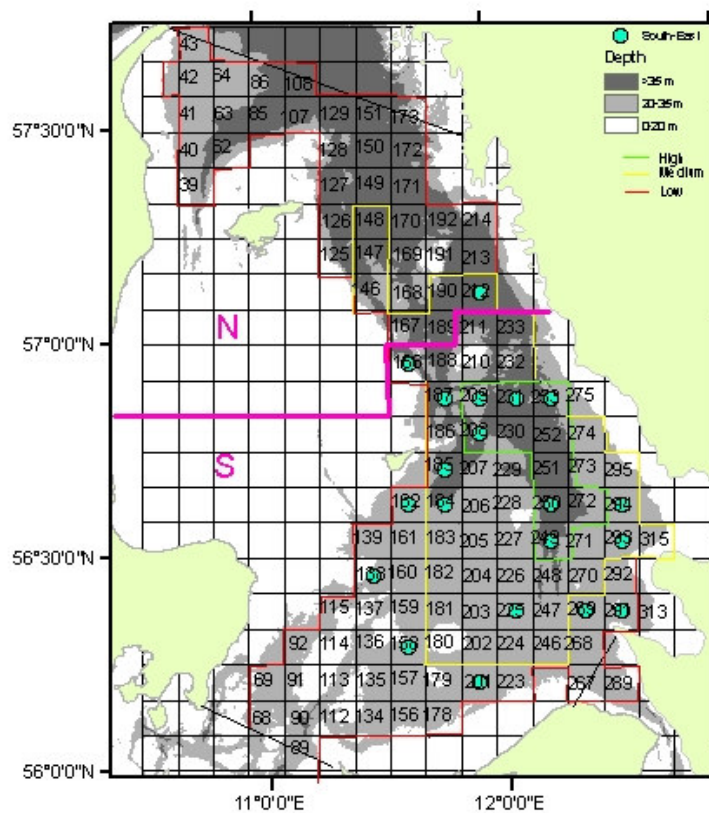 South-East
Depth
>35 m
20-35 m
0-20 m
High
Medium
Low
43
42 64 86 108
57°30'0"N
41 63 85 107 129 151 173
40 62 128 150 172
39 127 149 171
126 148 170 192 214
125 147 169 191 213
146 168 190 212
N
57°0'0"N
167 189 211 233
166 188 210 232
187 209 231 253 275
186 208 230 252 274
S
185 207 229 251 273 295
162 184 206 228 250 272 294
56°30'0"N
139 161 183 205 227 249 271 293 315
138 160 182 204 226 248 270 292
115 137 159 181 203 225 247 269 291 313
92 114 136 158 180 202 224 246 268
69 91 113 135 157 179 201 223 267 289
68 90 112 134 156 178
89
56°0'0"N
11°0'0"E 12°0'0"E